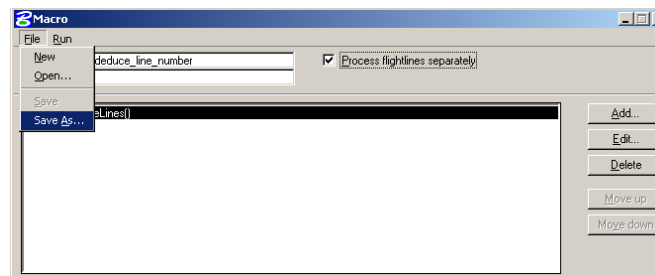 Macro
File Run
New
Open...
Save
Save As...
deduce_line_number
Process flightlines separately
Lines()
Add...
Edit...
Delete
Move up
Move down